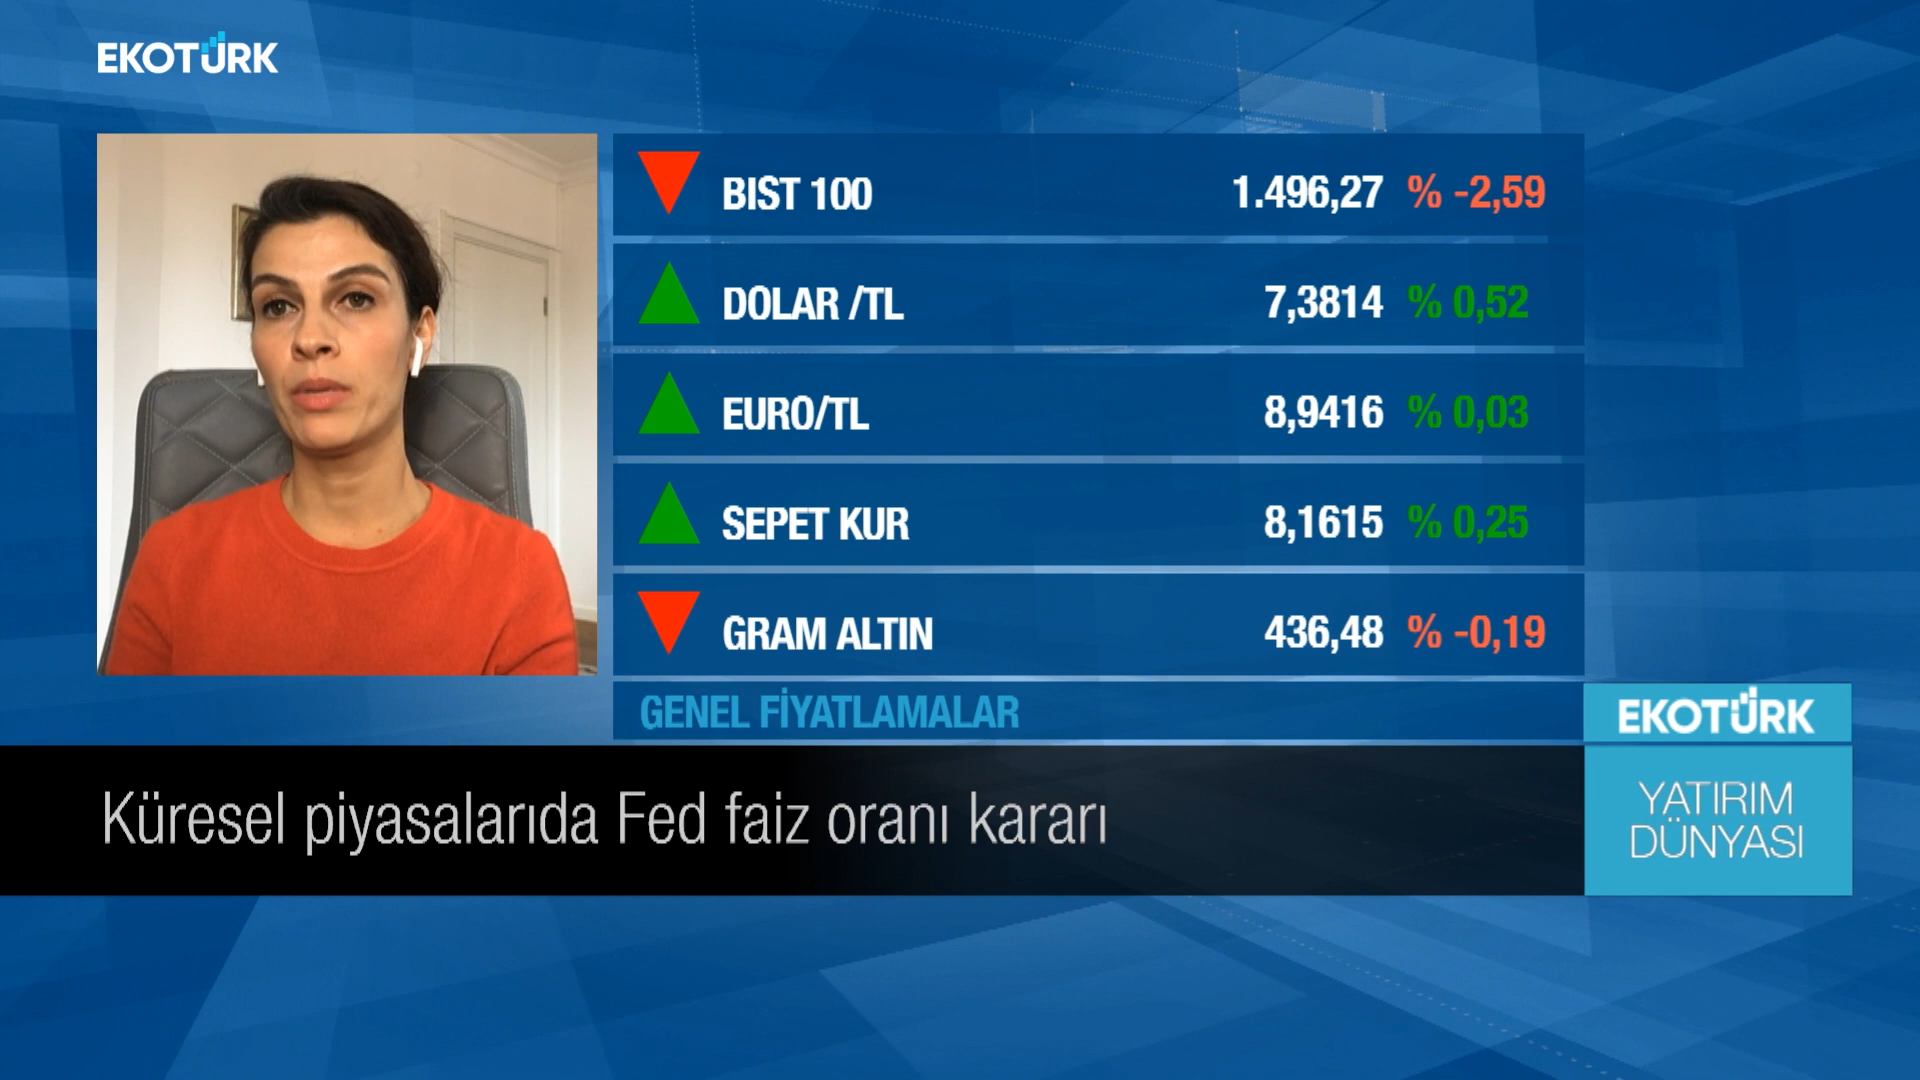 EKOTÜRK
BIST 100 1.496,27 % -2,59
DOLAR /TL 7,3814 % 0,52
EURO/TL 8,9416 % 0,03
SEPET KUR 8,1615 % 0,25
GRAM ALTIN 436,48 % -0,19
GENEL FİYATLAMALAR
EKOTÜRK
Küresel piyasalarıda Fed faiz oranı kararı
YATIRIM
DÜNYASI